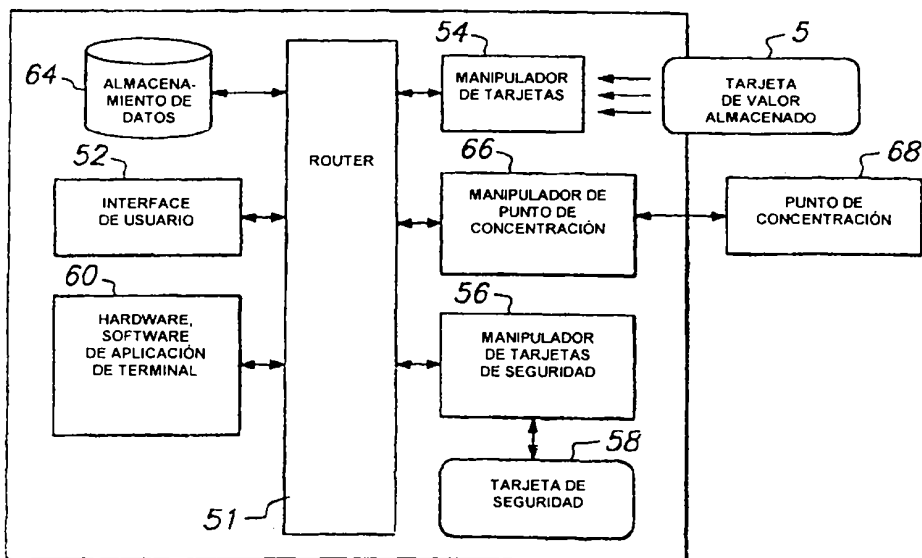 64
ALMACENA-
MIENTO DE
DATOS
52
INTERFACE
DE USUARIO
60
HARDWARE,
SOFTWARE
DE APLICACIÓN
DE TERMINAL
ROUTER
51
54
MANIPULADOR
DE TARJETAS
66
MANIPULADOR DE
PUNTO DE
CONCENTRACIÓN
56
MANIPULADOR
DE TARJETAS
DE SEGURIDAD
58
TARJETA DE
SEGURIDAD
5
TARJETA
DE VALOR
ALMACENADO
68
PUNTO DE
CONCENTRACIÓN